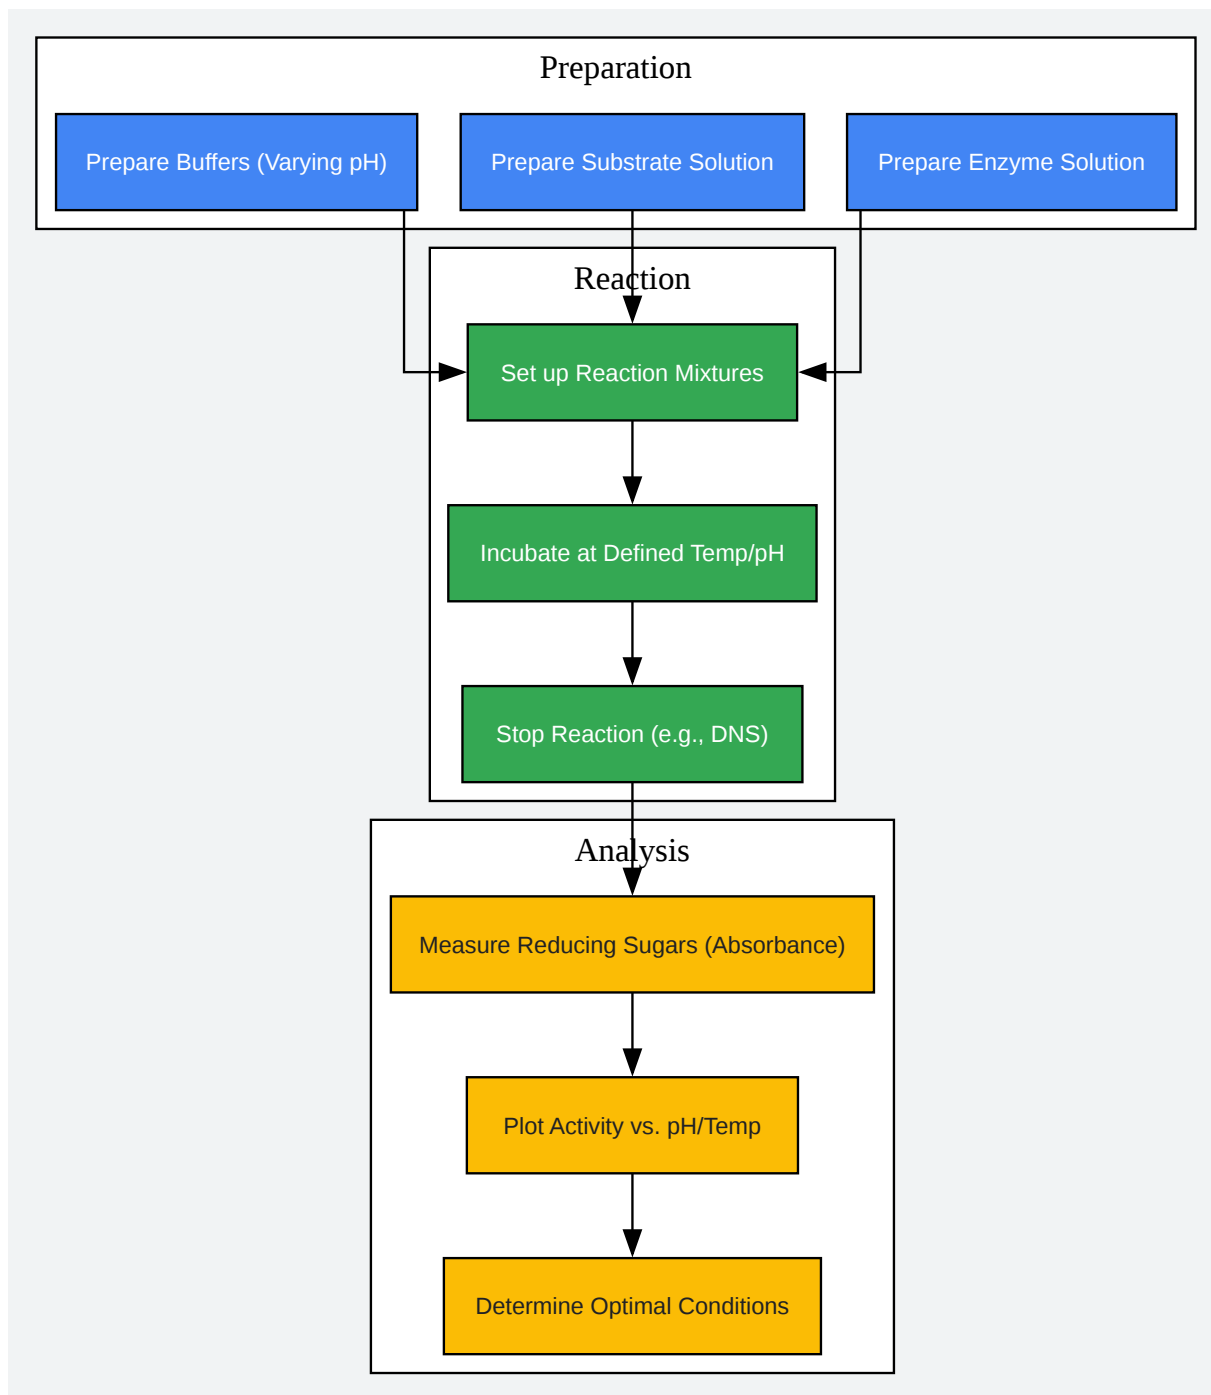 Preparation
Prepare Buffers (Varying pH)
Prepare Substrate Solution
Prepare Enzyme Solution
Reaction
Set up Reaction Mixtures
Incubate at Defined Temp/pH
Stop Reaction (e.g., DNS)
Analysis
Measure Reducing Sugars (Absorbance)
Plot Activity vs. pH/Temp
Determine Optimal Conditions